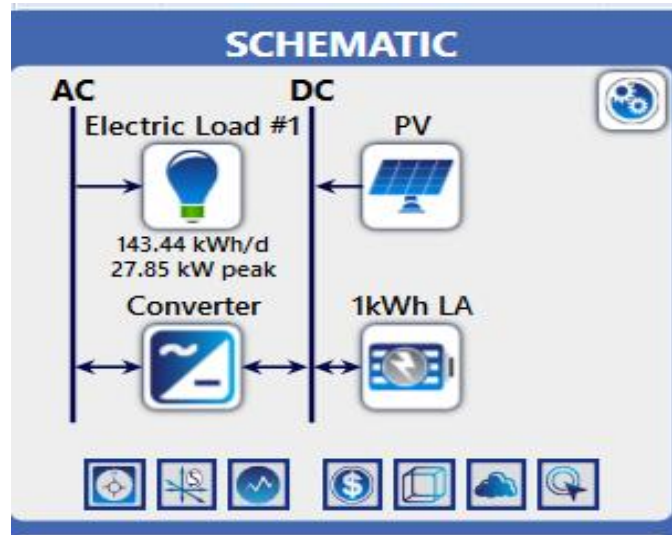 SCHEMATIC
AC
DC
Electric Load #1
PV
143.44 kWh/d
27.85 kW peak
Converter
1kWh LA